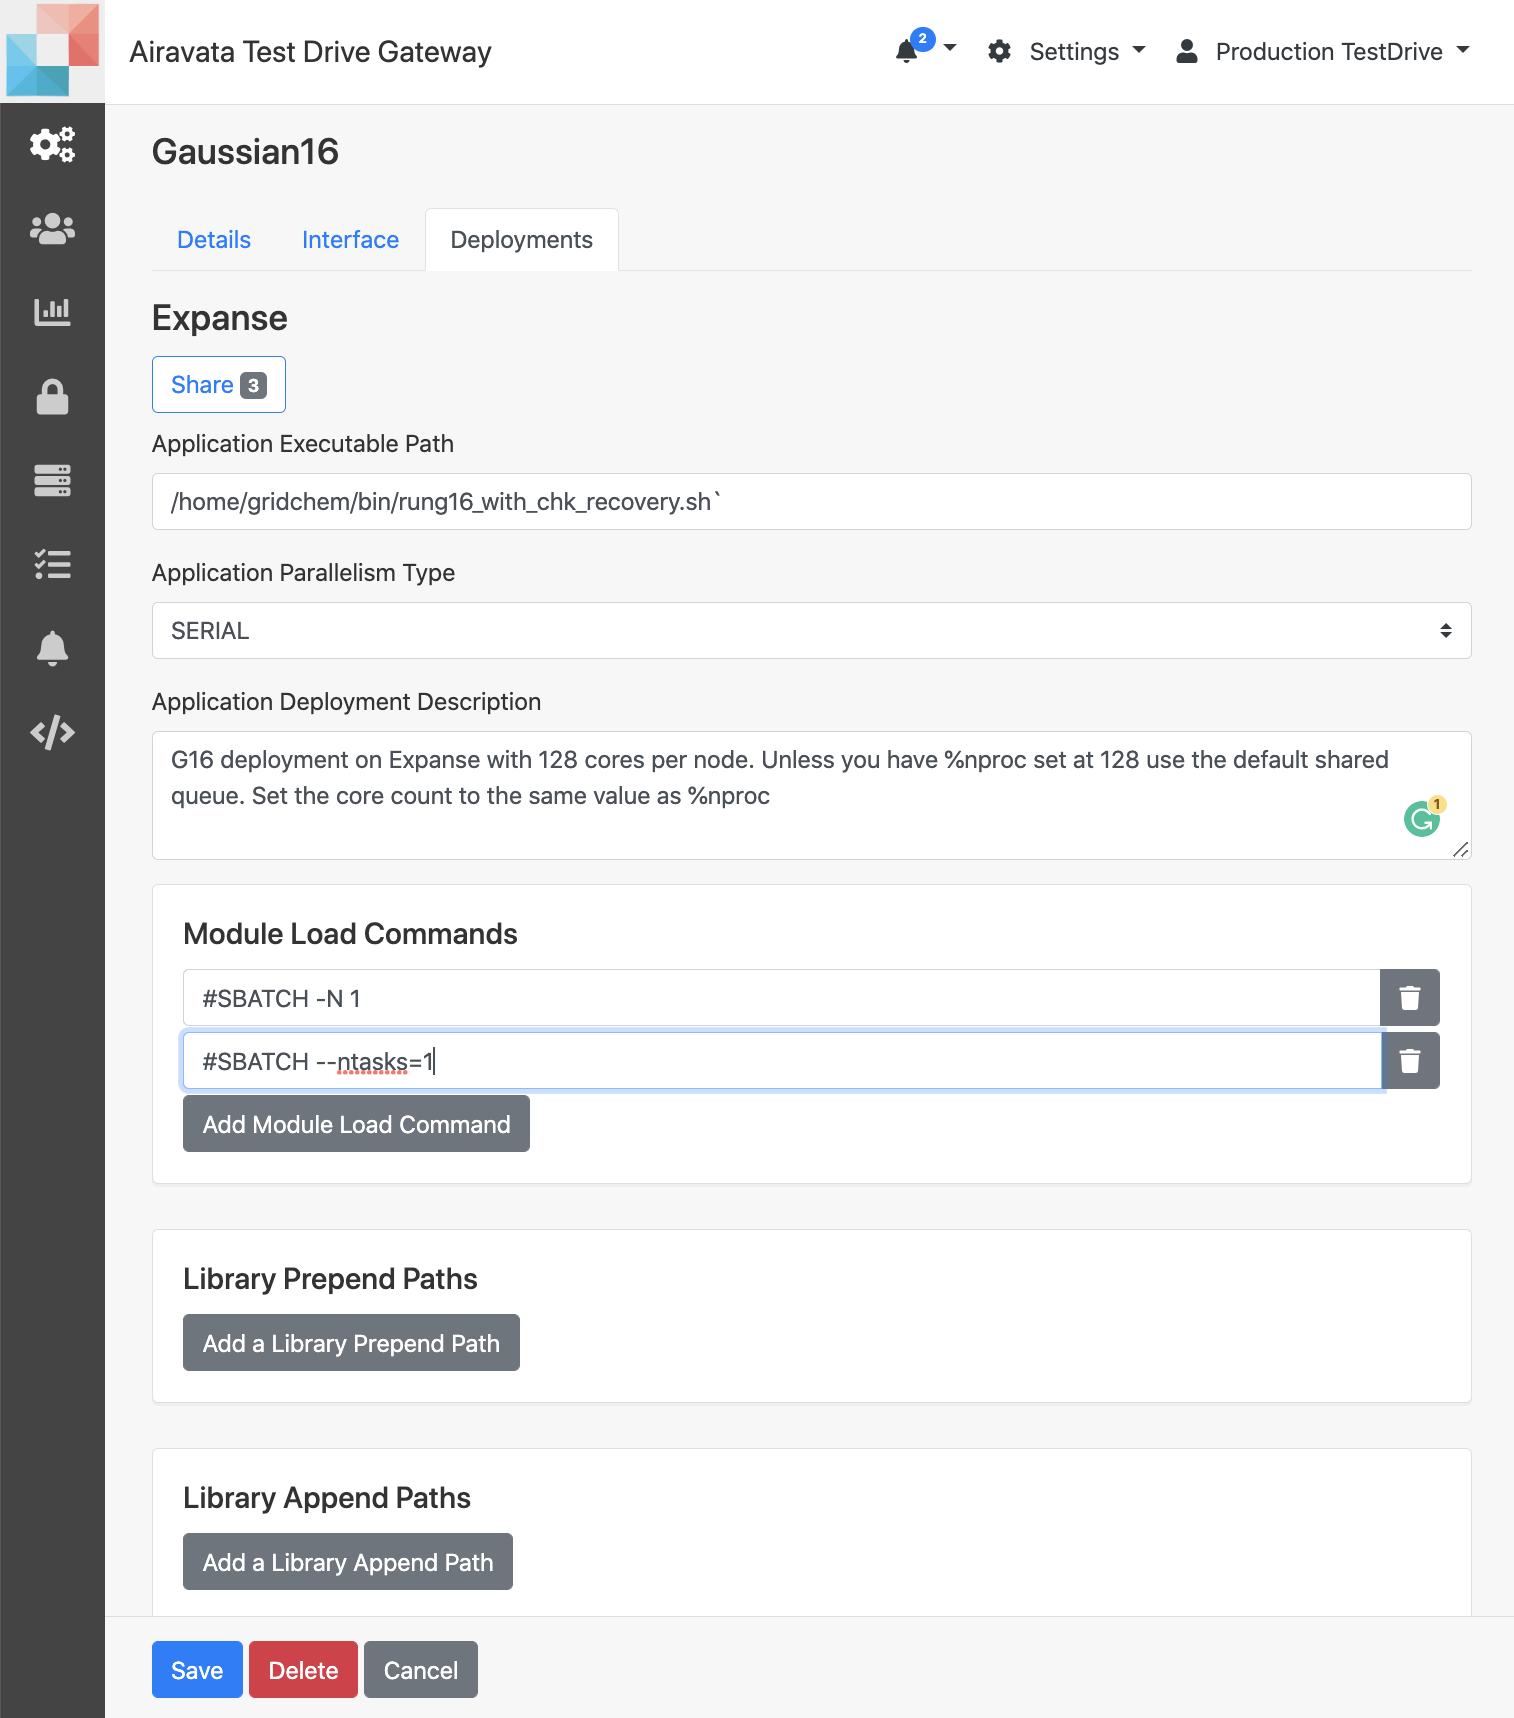 Airavata Test Drive Gateway
2
Settings
Production TestDrive
Gaussian16
Details
Interface
Deployments
Expanse
Share 3
Application Executable Path
/home/gridchem/bin/rung16_with_chk_recovery.sh`
Application Parallelism Type
SERIAL
Application Deployment Description
G16 deployment on Expanse with 128 cores per node. Unless you have %nproc set at 128 use the default shared
queue. Set the core count to the same value as %nproc
1
Module Load Commands
#SBATCH -N 1
#SBATCH --ntasks=1
Add Module Load Command
Library Prepend Paths
Add a Library Prepend Path
Library Append Paths
Add a Library Append Path
Save
Delete
Cancel